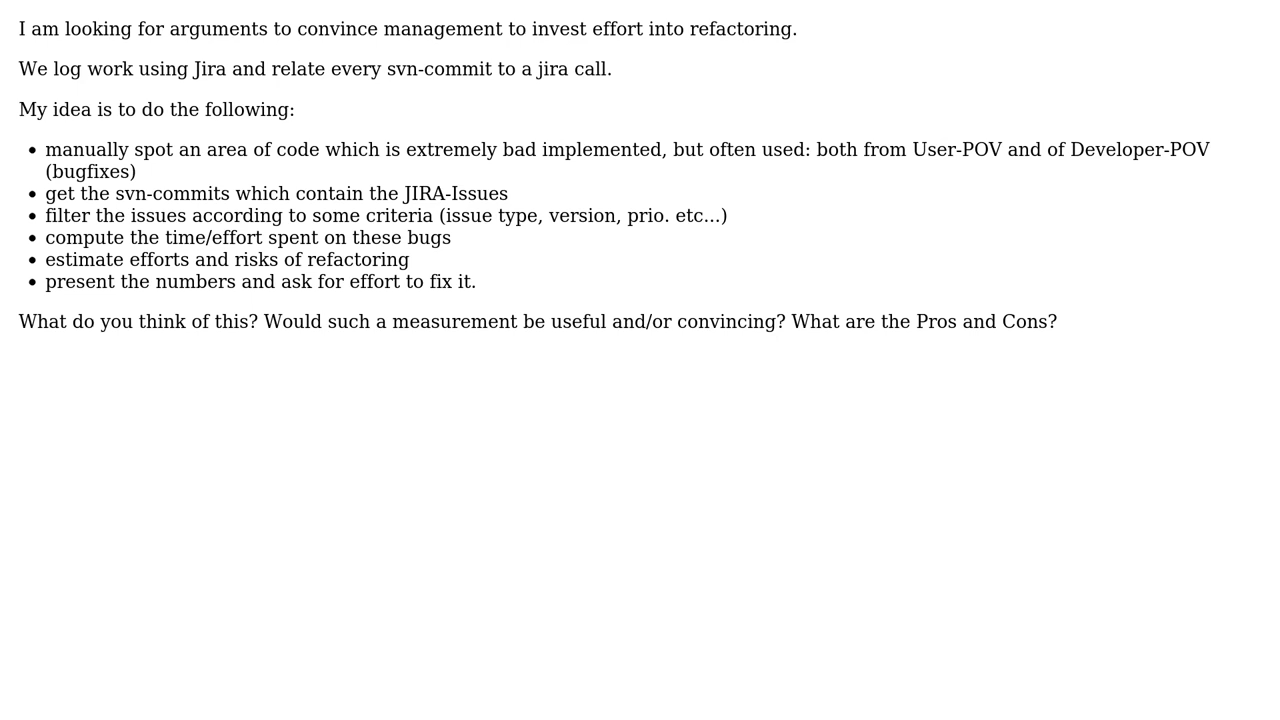 I am looking for arguments to convince management to invest effort into refactoring.
We log work using Jira and relate every svn-commit to a jira call.
My idea is to do the following:
• manually spot an area of code which is extremely bad implemented, but often used: both from User-POV and of Developer-POV
(bugfixes)
• get the svn-commits which contain the JIRA-Issues
• filter the issues according to some criteria (issue type, version, prio. etc...)
• compute the time/effort spent on these bugs
• estimate efforts and risks of refactoring
• present the numbers and ask for effort to fix it.
What do you think of this? Would such a measurement be useful and/or convincing? What are the Pros and Cons?